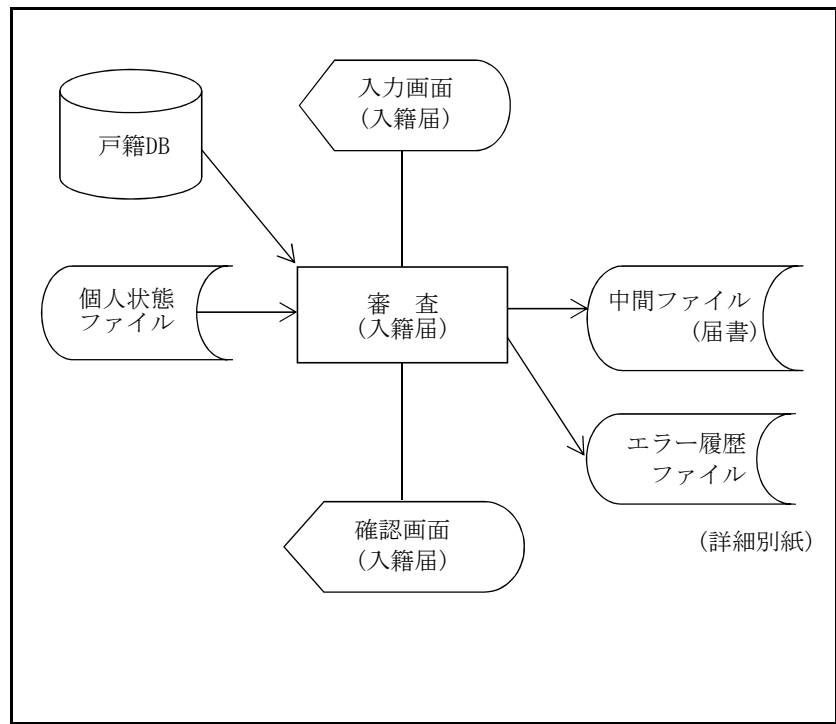 入力画面
(入籍届)
戸籍DB
個人状態
ファイル
審　査
(入籍届)
中間ファイル
(届書)
エラー履歴
ファイル
確認画面
(入籍届)
(詳細別紙)